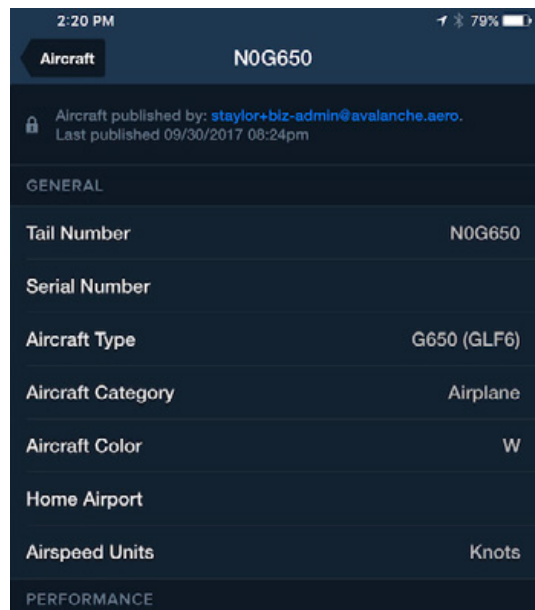 2:20 PM 79%
Aircraft N0G650
Aircraft published by: staylor+biz-admin@avalanche.aero.
Last published 09/30/2017 08:24pm
GENERAL
Tail Number N0G650
Serial Number
Aircraft Type G650 (GLF6)
Aircraft Category Airplane
Aircraft Color W
Home Airport
Airspeed Units Knots
PERFORMANCE